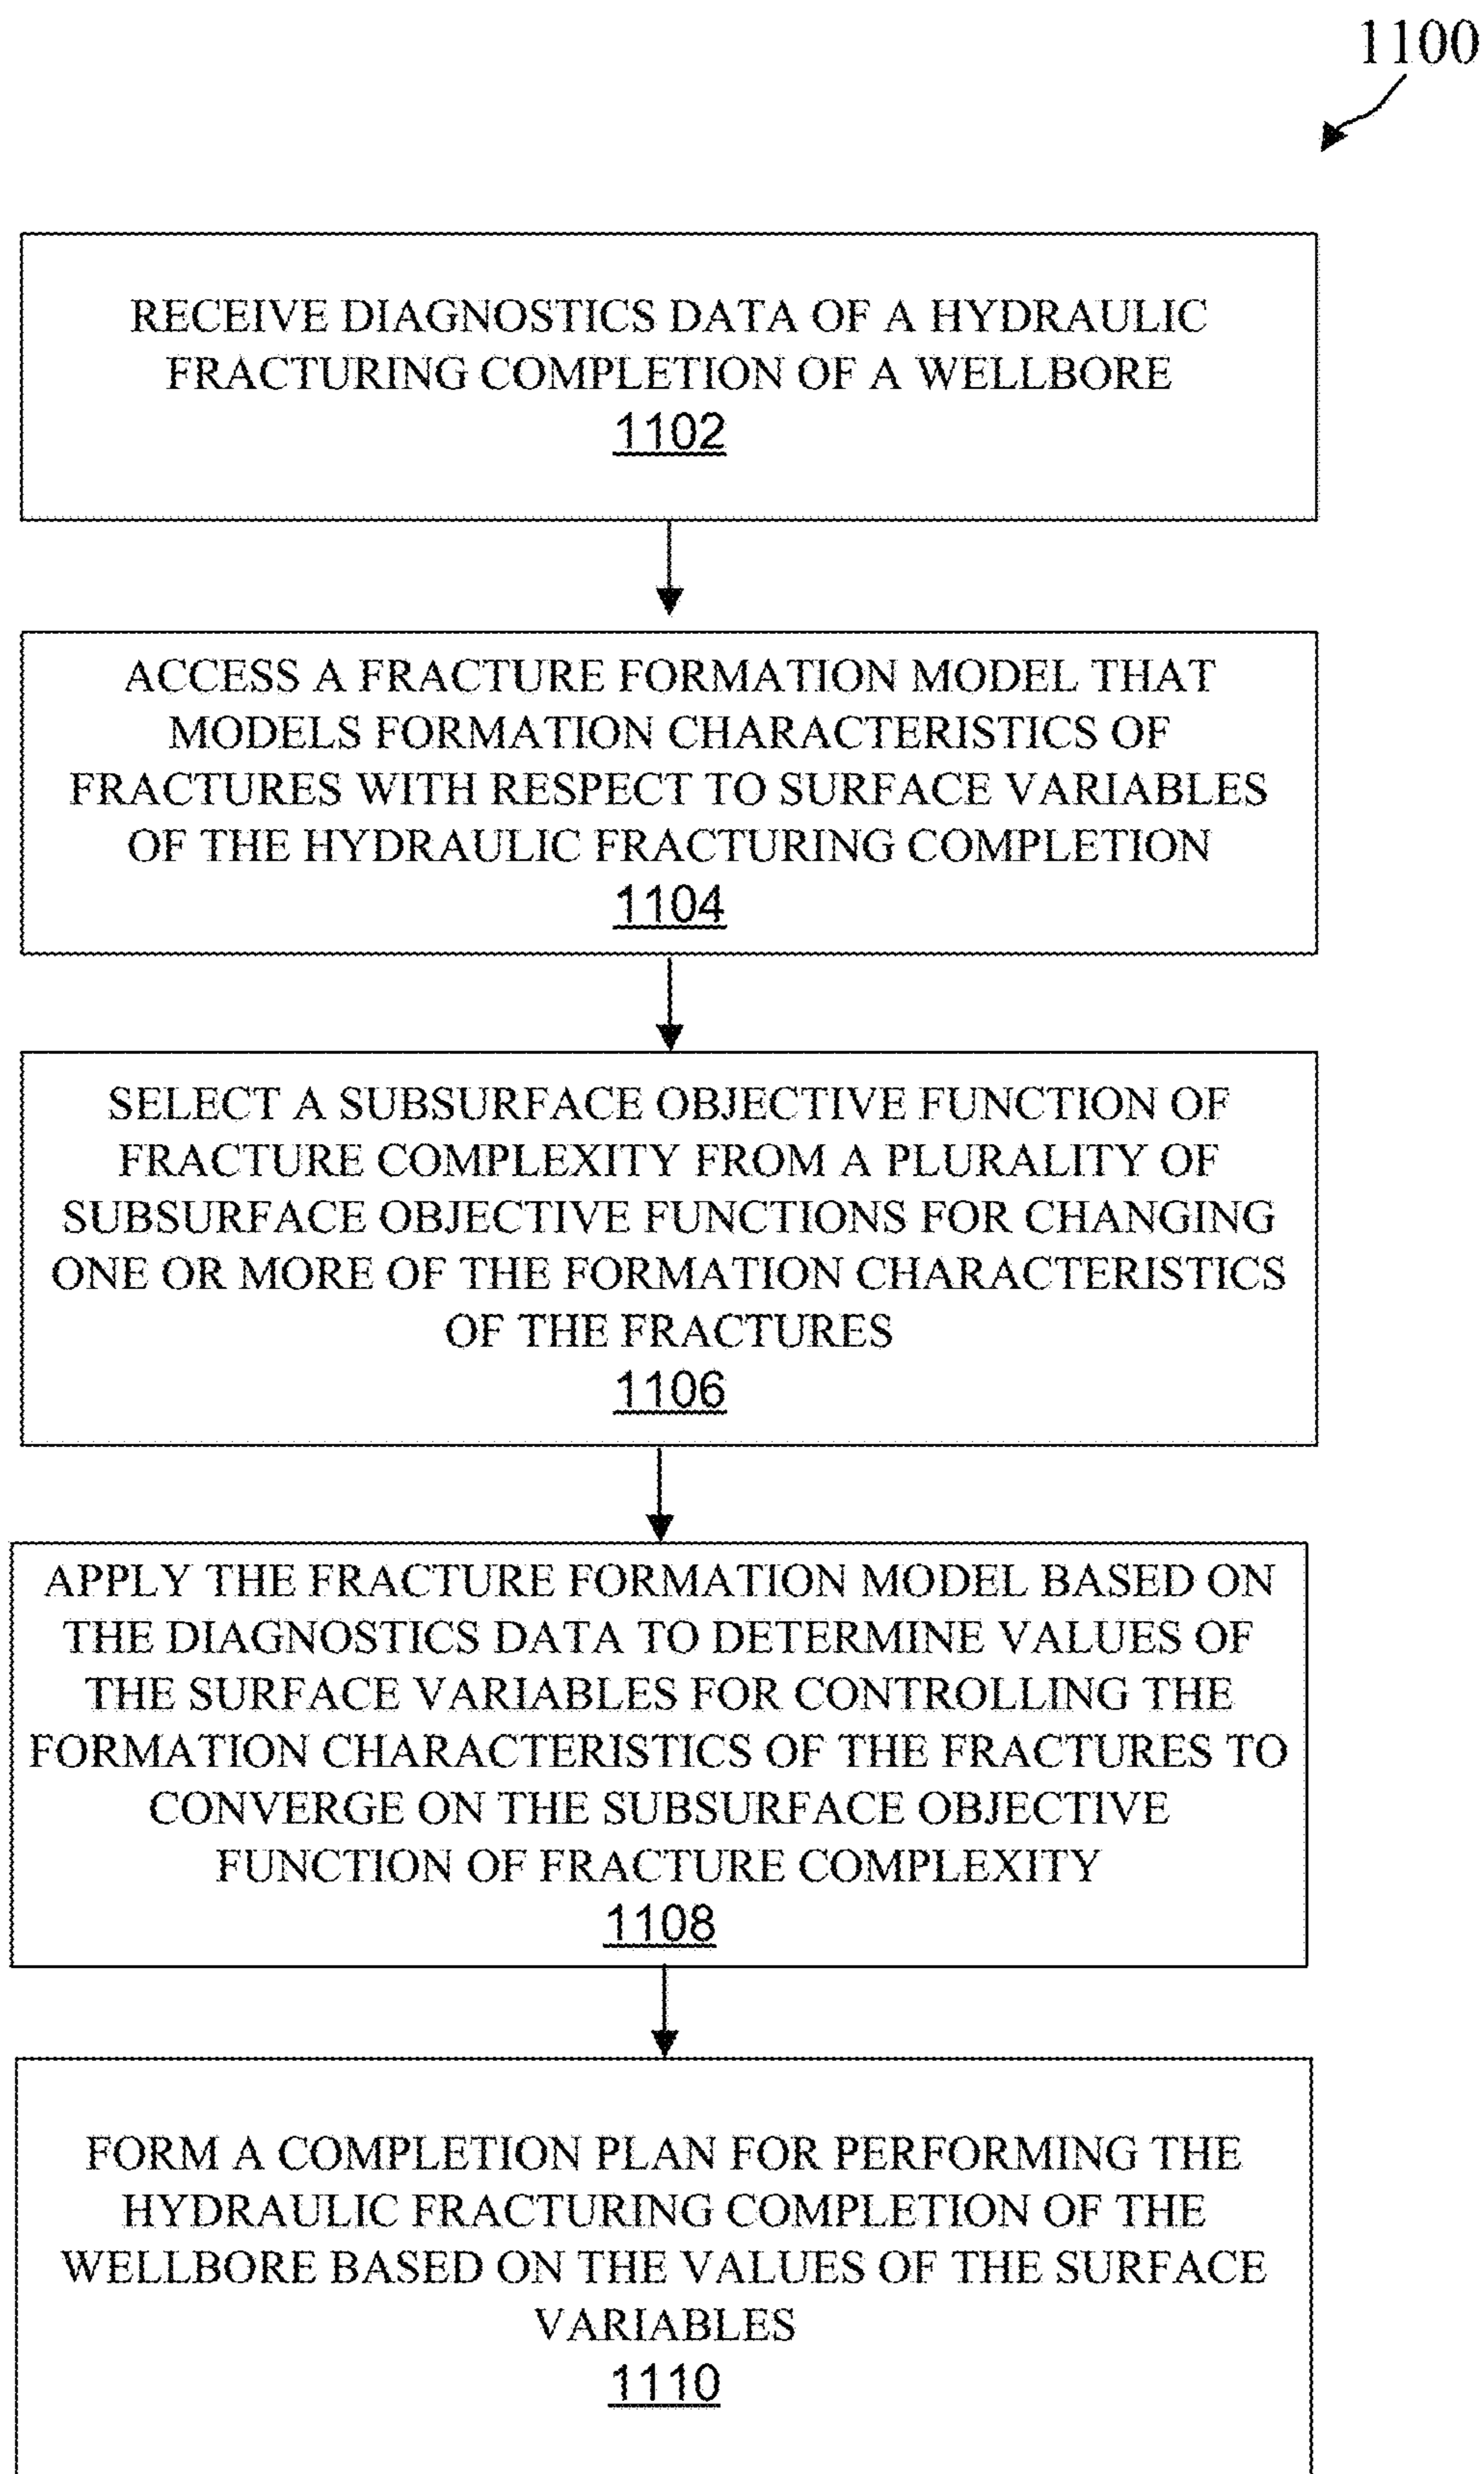 1100
RECEIVE DIAGNOSTICS DATA OF A HYDRAULIC
FRACTURING COMPLETION OF A WELLBORE
1102
ACCESS A FRACTURE FORMATION MODEL THAT
MODELS FORMATION CHARACTERISTICS OF
FRACTURES WITH RESPECT TO SURFACE VARIABLES
OF THE HYDRAULIC FRACTURING COMPLETION
1104
SELECT A SUBSURFACE OBJECTIVE FUNCTION OF
FRACTURE COMPLEXITY FROM A PLURALITY OF
SUBSURFACE OBJECTIVE FUNCTIONS FOR CHANGING
ONE OR MORE OF THE FORMATION CHARACTERISTICS
OF THE FRACTURES
1106
APPLY THE FRACTURE FORMATION MODEL BASED ON
THE DIAGNOSTICS DATA TO DETERMINE VALUES OF
THE SURFACE VARIABLES FOR CONTROLLING THE
FORMATION CHARACTERISTICS OF THE FRACTURES TO
CONVERGE ON THE SUBSURFACE OBJECTIVE
FUNCTION OF FRACTURE COMPLEXITY
1108
FORM A COMPLETION PLAN FOR PERFORMING THE
HYDRAULIC FRACTURING COMPLETION OF THE
WELLBORE BASED ON THE VALUES OF THE SURFACE
VARIABLES
1110